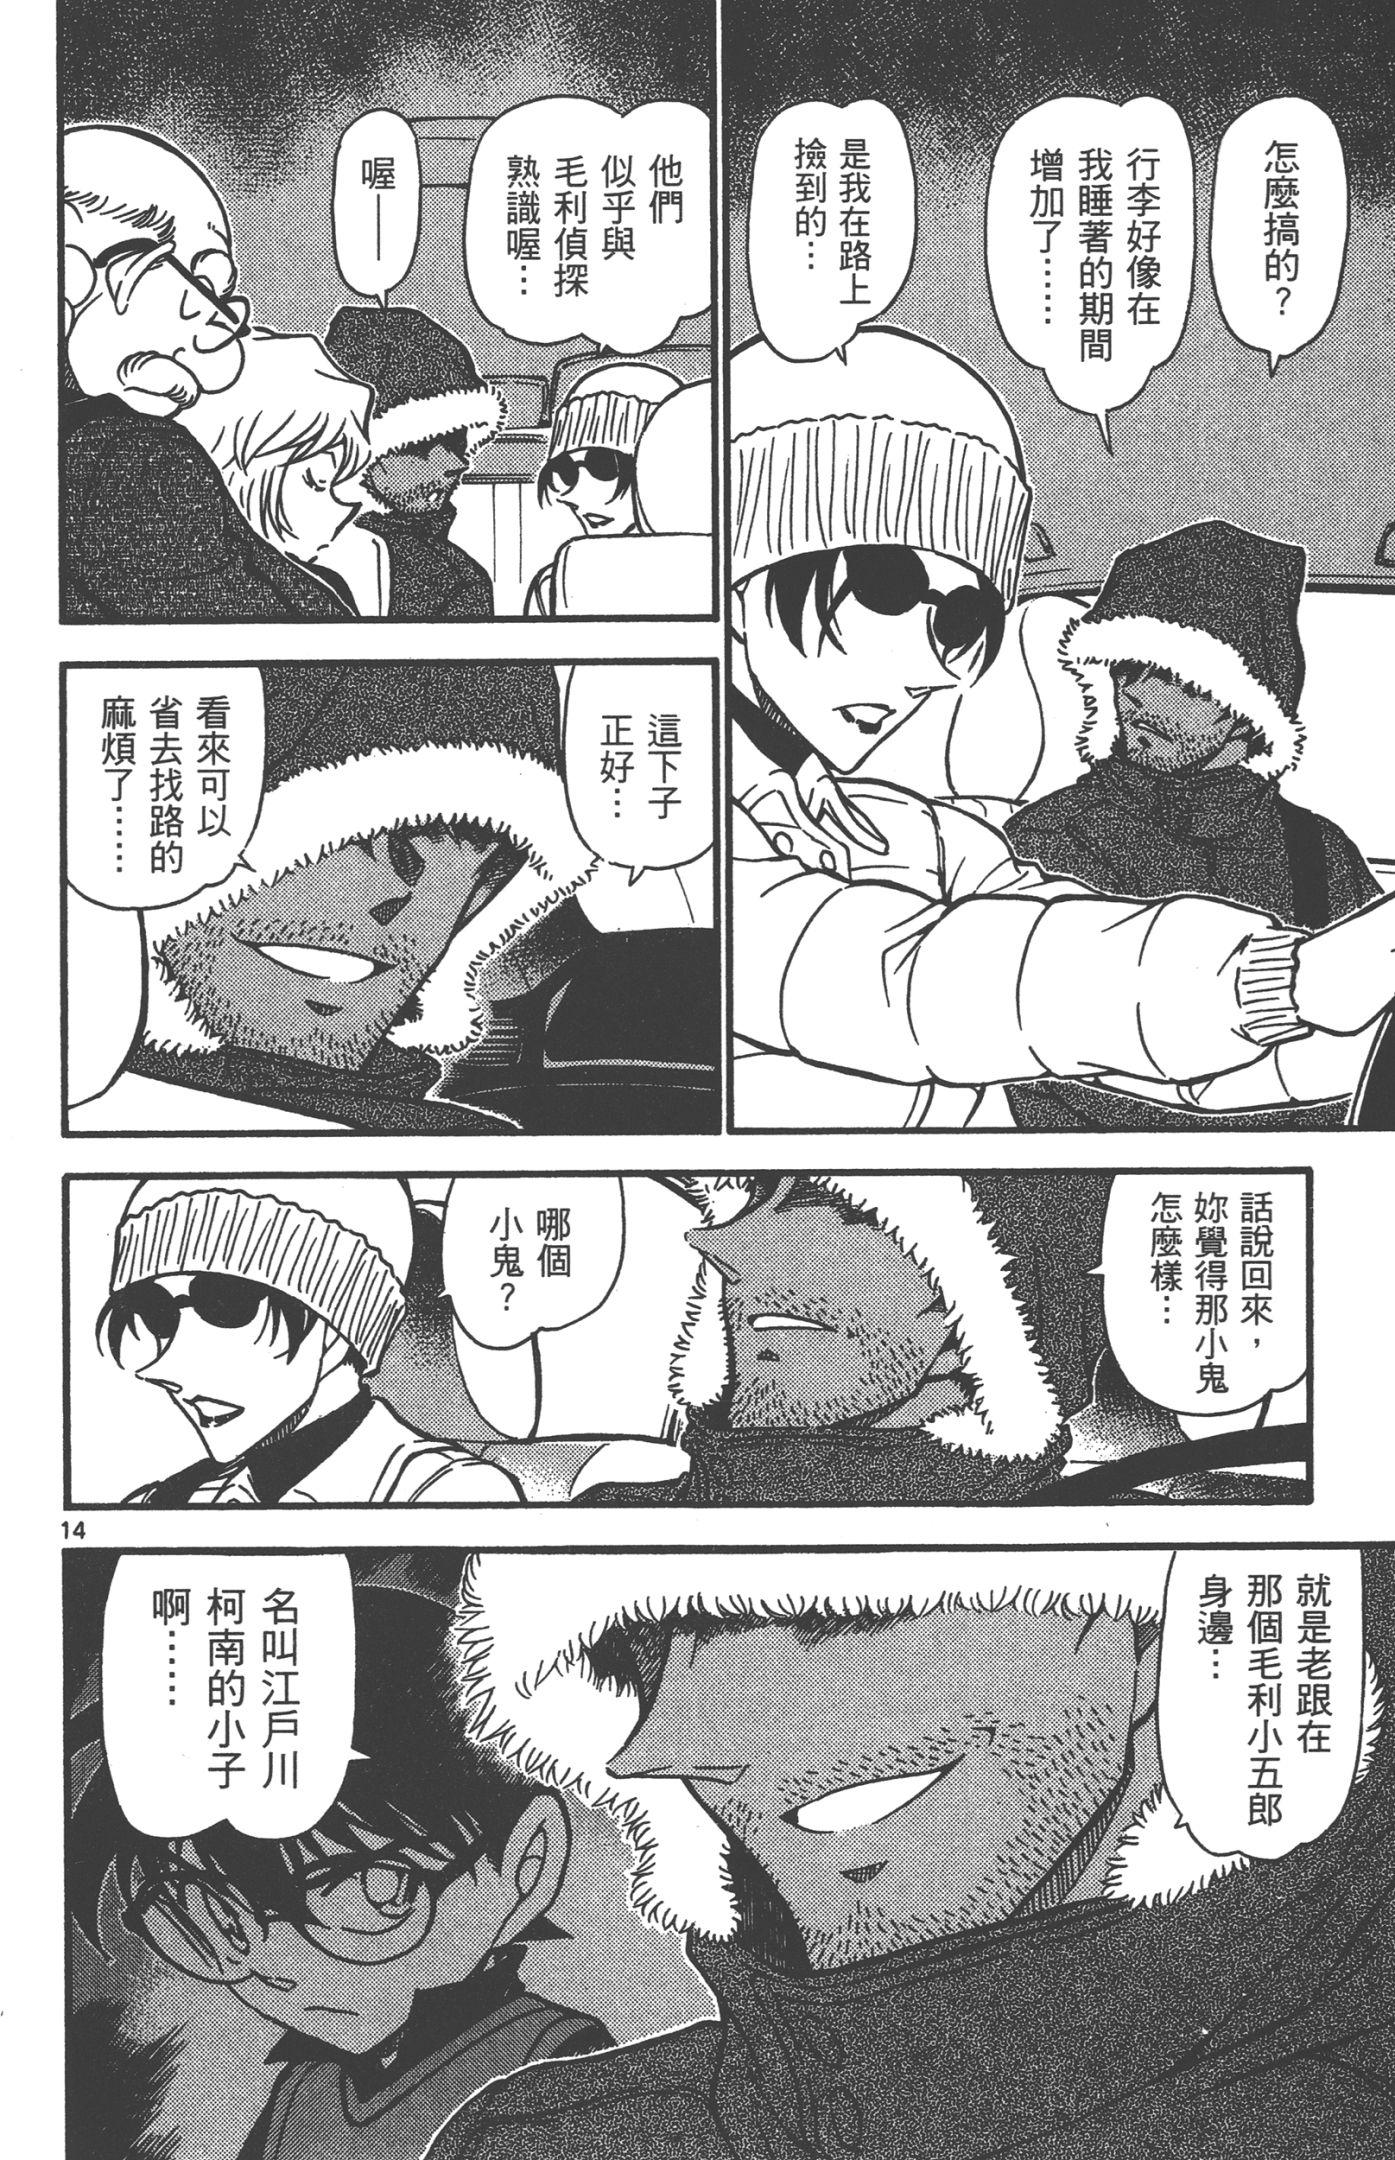 怎麼搞的?
行李好像在
我睡著的期間
增加了……
是我在路上
撿到的…
他們
似乎與
毛利偵探
熟識喔…
喔——
這下子
正好…
看來可以
省去找路的
麻煩了……
話說回來，
妳覺得那小鬼
怎麼樣…
哪個
小鬼?
就是老跟在
那個毛利小五郎
身邊…
名叫江戶川
柯南的小子
啊……
14